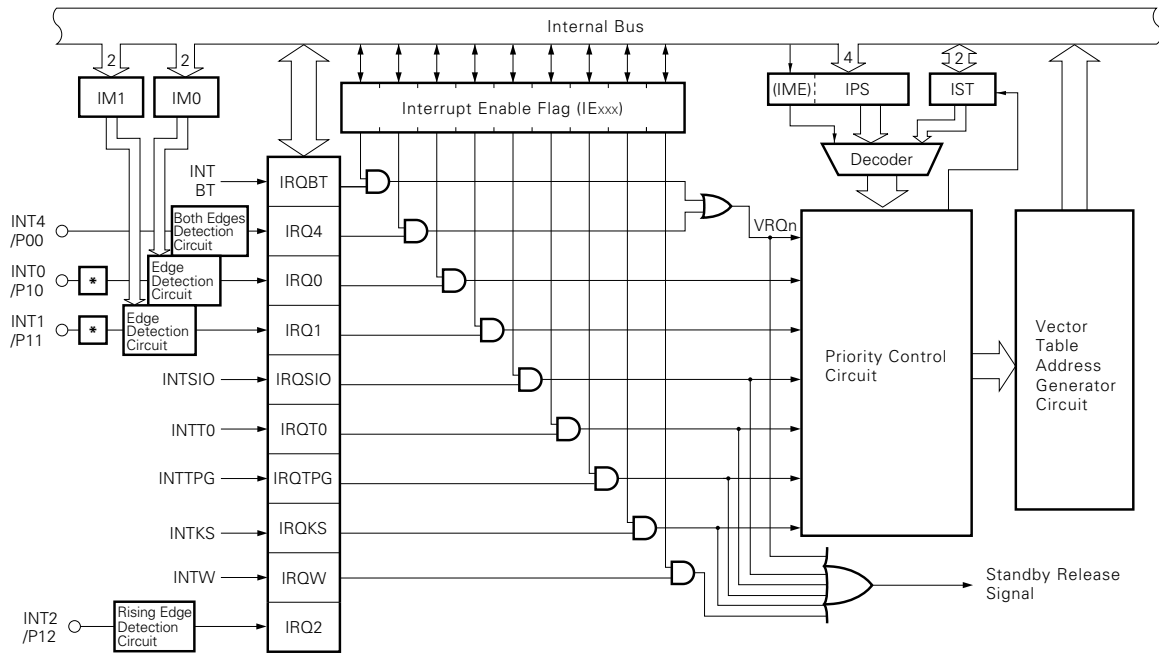 Internal Bus
2
2
4
2
IM1
IM0
Interrupt Enable Flag (IExxx)
(IME)
IPS
IST
Decoder
INT
BT
IRQBT
INT4
/P00
Both Edges
Detection
Circuit
IRQ4
VRQn
INT0
/P10
*
Edge
Detection
Circuit
IRQ0
INT1
/P11
*
Edge
Detection
Circuit
IRQ1
Priority Control
Circuit
Vector
Table
Address
Generator
Circuit
INTSIO
IRQSIO
INTT0
IRQT0
INTTPG
IRQTPG
INTKS
IRQKS
INTW
IRQW
Standby Release
Signal
INT2
/P12
Rising Edge
Detection
Circuit
IRQ2